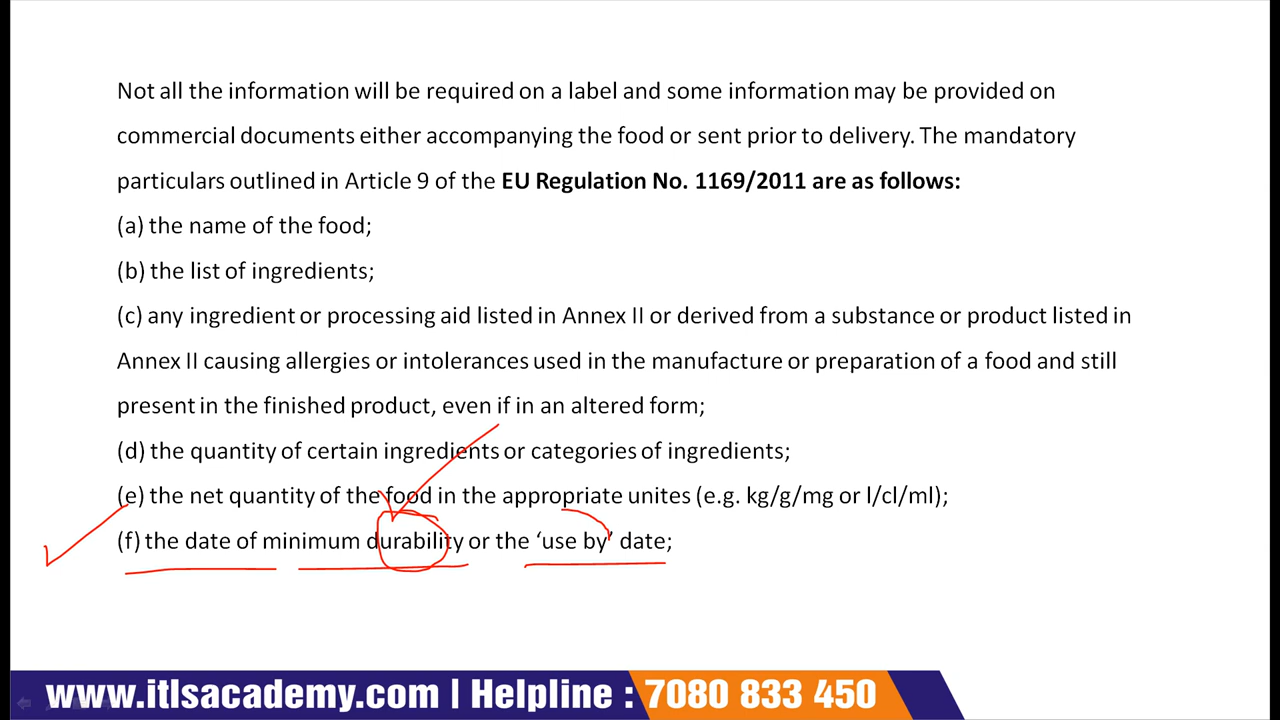 Not all the information will be required on a label and some information may be provided on
commercial documents either accompanying the food or sent prior to delivery. The mandatory
particulars outlined in Article 9 of the EU Regulation No. 1169/2011 are as follows:
(a) the name of the food;
(b) the list of ingredients;
(c) any ingredient or processing aid listed in Annex II or derived from a substance or product listed in
Annex II causing allergies or intolerances used in the manufacture or preparation of a food and still
present in the finished product, even if in an altered form;
(d) the quantity of certain ingredients or categories of ingredients;
(e) the net quantity of the food in the appropriate unites (e.g. kg/g/mg or l/cl/ml);
(f) the date of minimum durability or the ‘use by’ date;
www.itlsacademy.com | Helpline : 7080 833 450